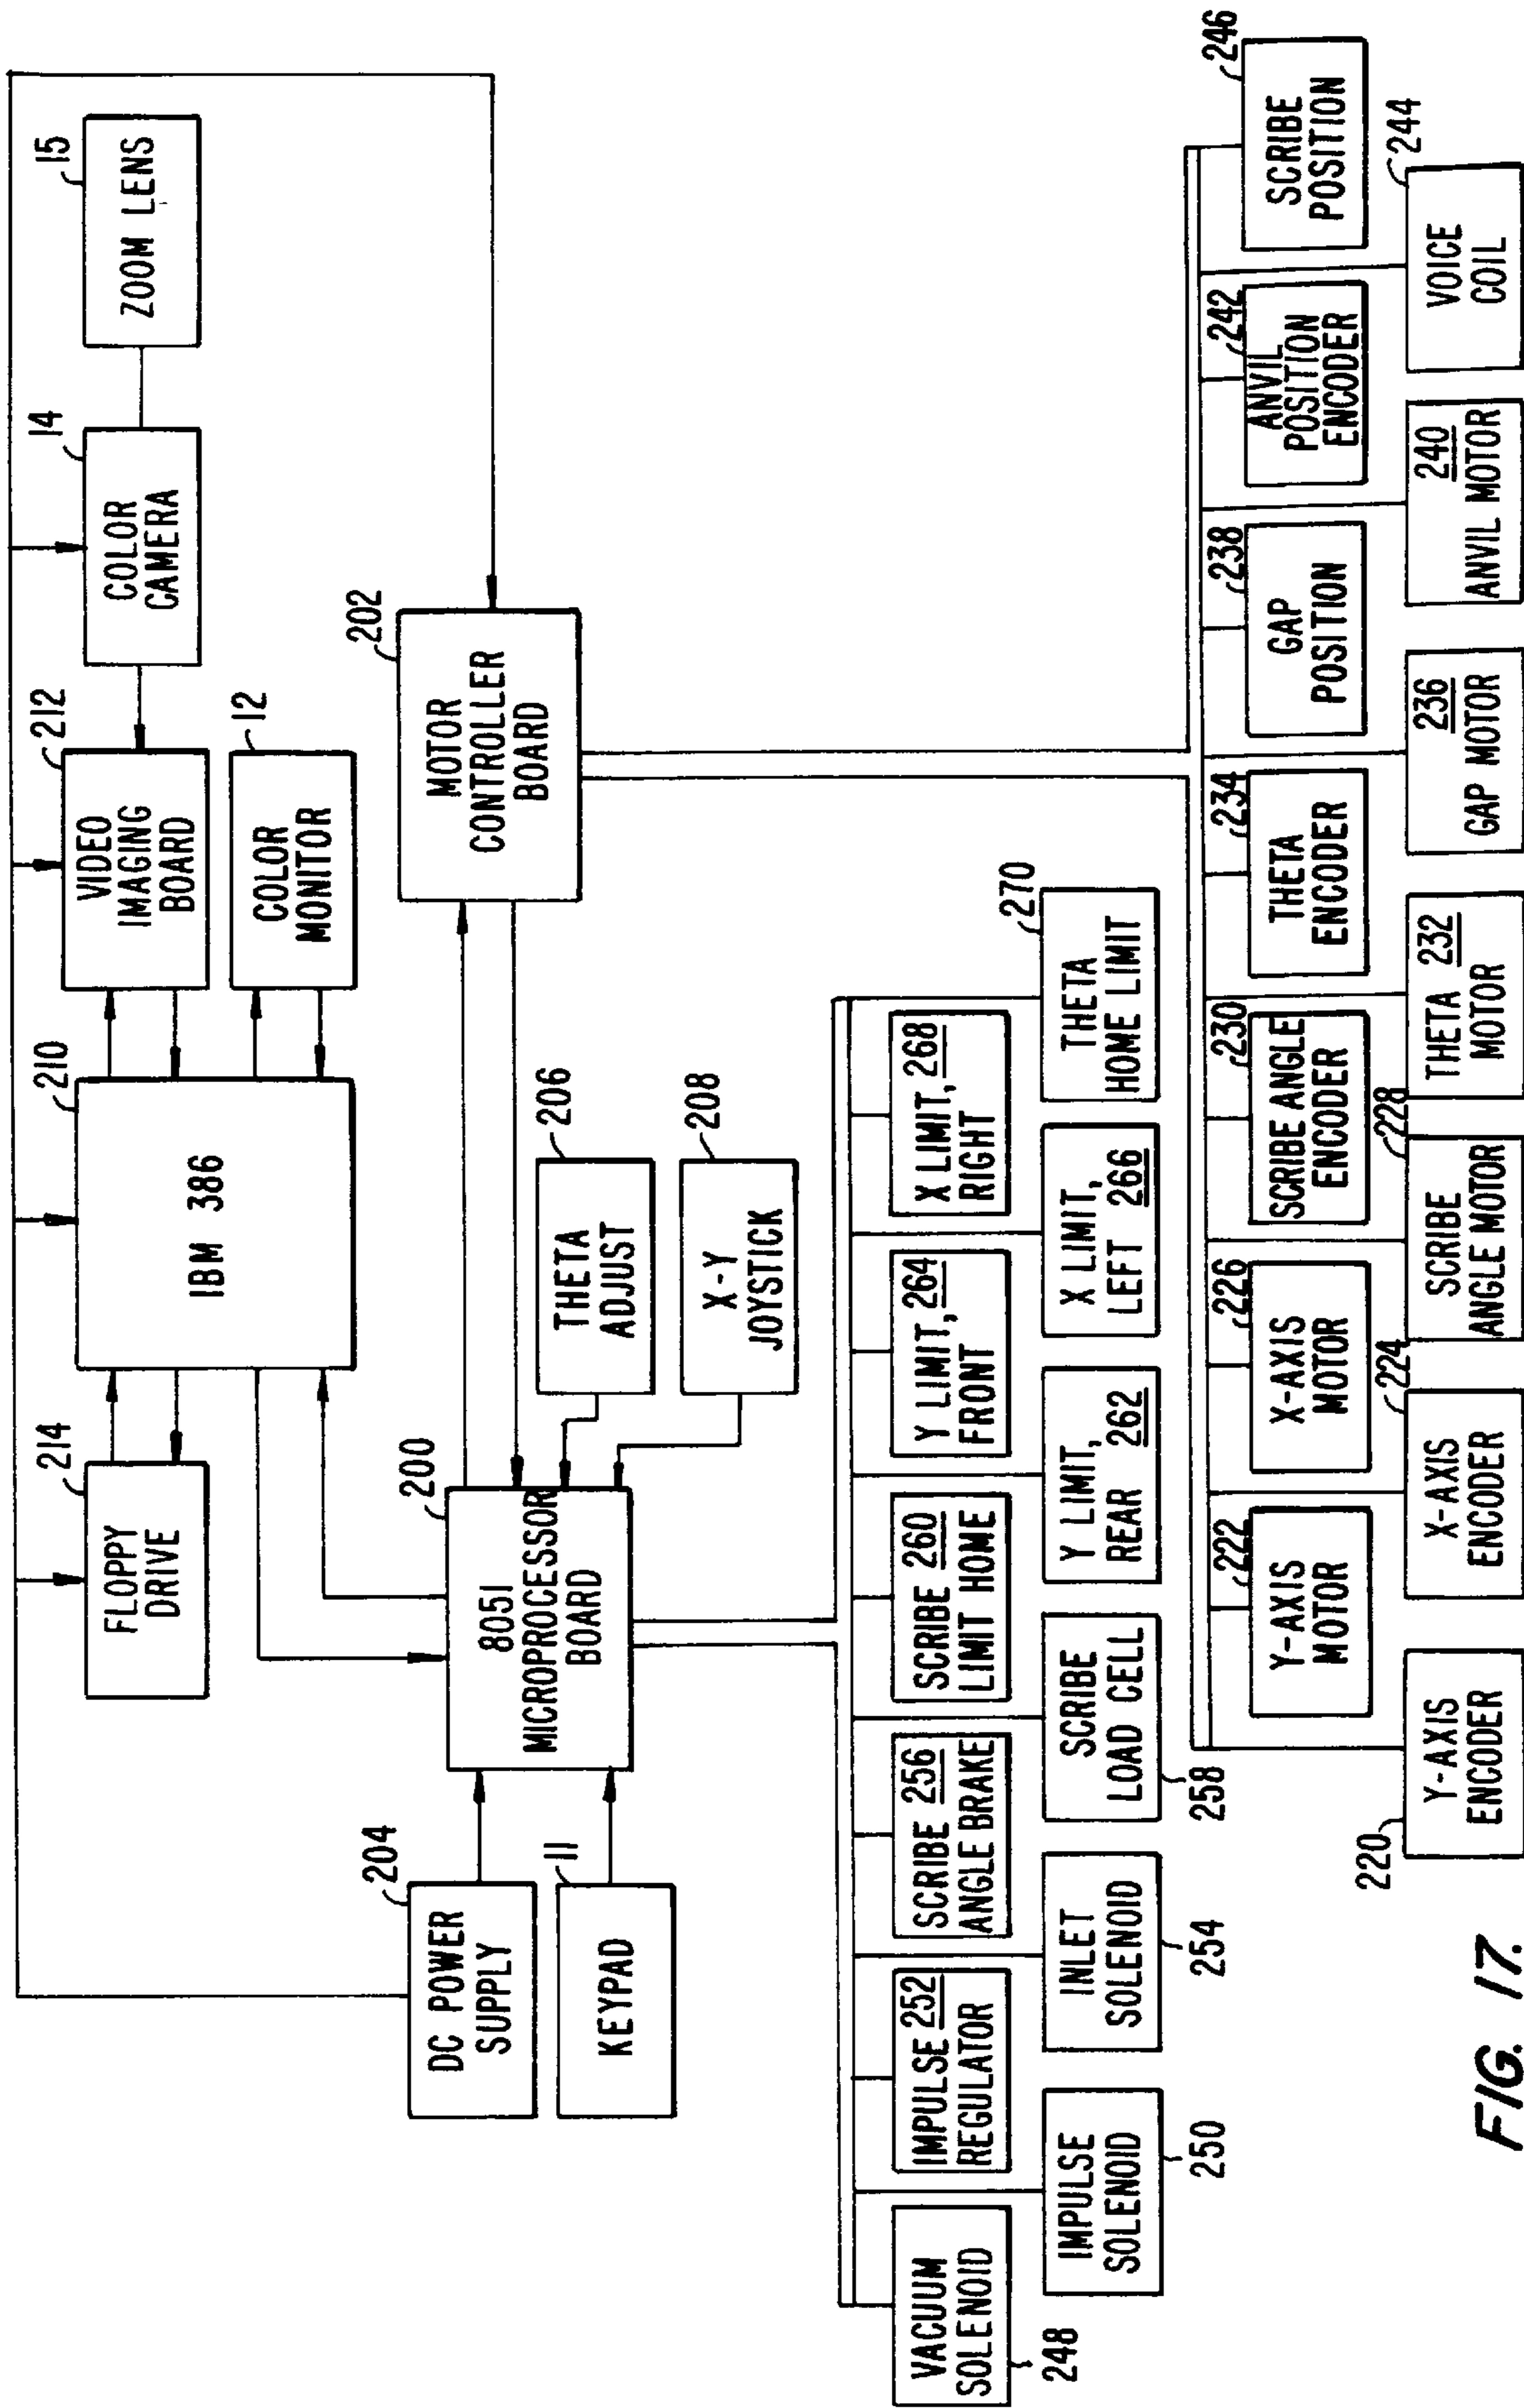 15
ZOOM LENS
14
COLOR
CAMERA
212
VIDEO
IMAGING
BOARD
12
COLOR
MONITOR
210
IBM 386
214
FLOPPY
DRIVE
202
MOTOR
CONTROLLER
BOARD
206
THETA
ADJUST
208
X-Y
JOYSTICK
200
8051
MICROPROCESSOR
BOARD
204
DC POWER
SUPPLY
11
KEYPAD
VACUUM
SOLENOID
248
IMPULSE 252
REGULATOR
IMPULSE
SOLENOID
250
SCRIBE 256
ANGLE BRAKE
INLET
SOLENOID
254
SCRIBE 260
LIMIT HOME
SCRIBE
LOAD CELL
258
Y LIMIT, 264
FRONT
Y LIMIT,
REAR 262
X LIMIT, 268
RIGHT
X LIMIT,
LEFT 266
270
THETA
HOME LIMIT
222
Y-AXIS
MOTOR
220
Y-AXIS
ENCODER
226
X-AXIS
MOTOR
224
X-AXIS
ENCODER
230
SCRIBE ANGLE
ENCODER
228
SCRIBE
ANGLE MOTOR
234
THETA
ENCODER
THETA 232
MOTOR
238
GAP
POSITION
236
GAP MOTOR
242
ANVIL
POSITION
ENCODER
240
ANVIL MOTOR
246
SCRIBE
POSITION
244
VOICE
COIL
FIG. 17.